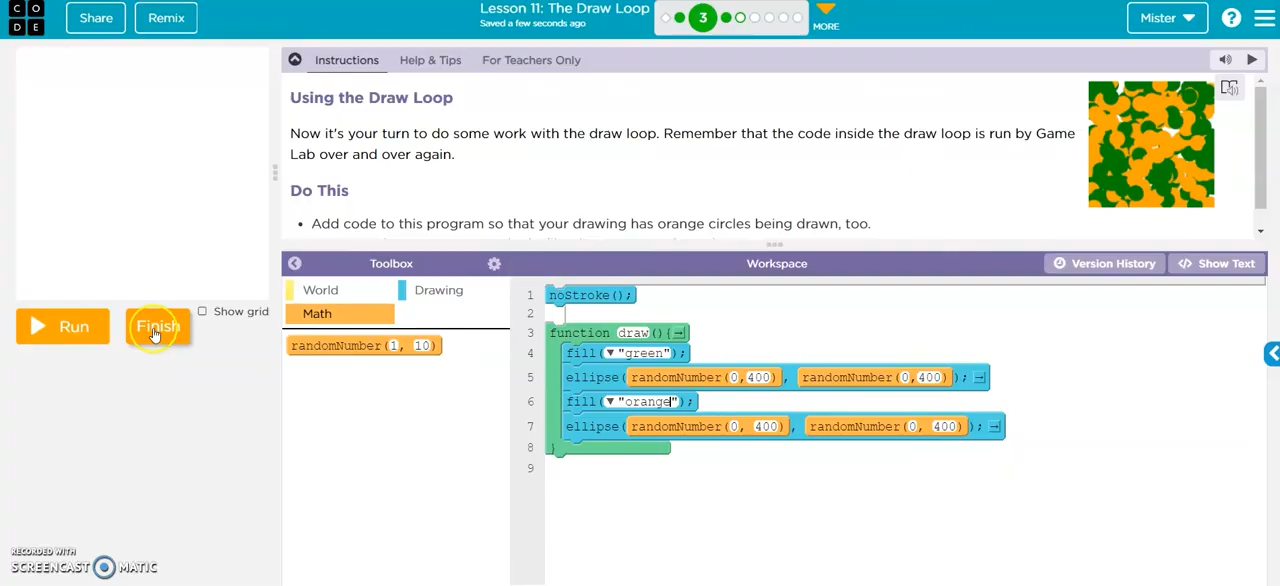 CO
DE
Share
Remix
Lesson 11: The Draw Loop
Saved a few seconds ago
3
MORE
Mister
?
Instructions
Help & Tips
For Teachers Only
Using the Draw Loop
Now it's your turn to do some work with the draw loop. Remember that the code inside the draw loop is run by Game
Lab over and over again.
Do This
• Add code to this program so that your drawing has orange circles being drawn, too.
Run
Finish
Show grid
Toolbox
Workspace
Version History
</> Show Text
World
Drawing
Math
randomNumber(1, 10)
1 noStroke();
2
3 function draw(){
4 fill("green");
5 ellipse(randomNumber(0,400), randomNumber(0,400));
6 fill("orange");
7 ellipse(randomNumber(0, 400), randomNumber(0, 400));
8 }
9
RECORDED WITH
SCREENCAST MATIC